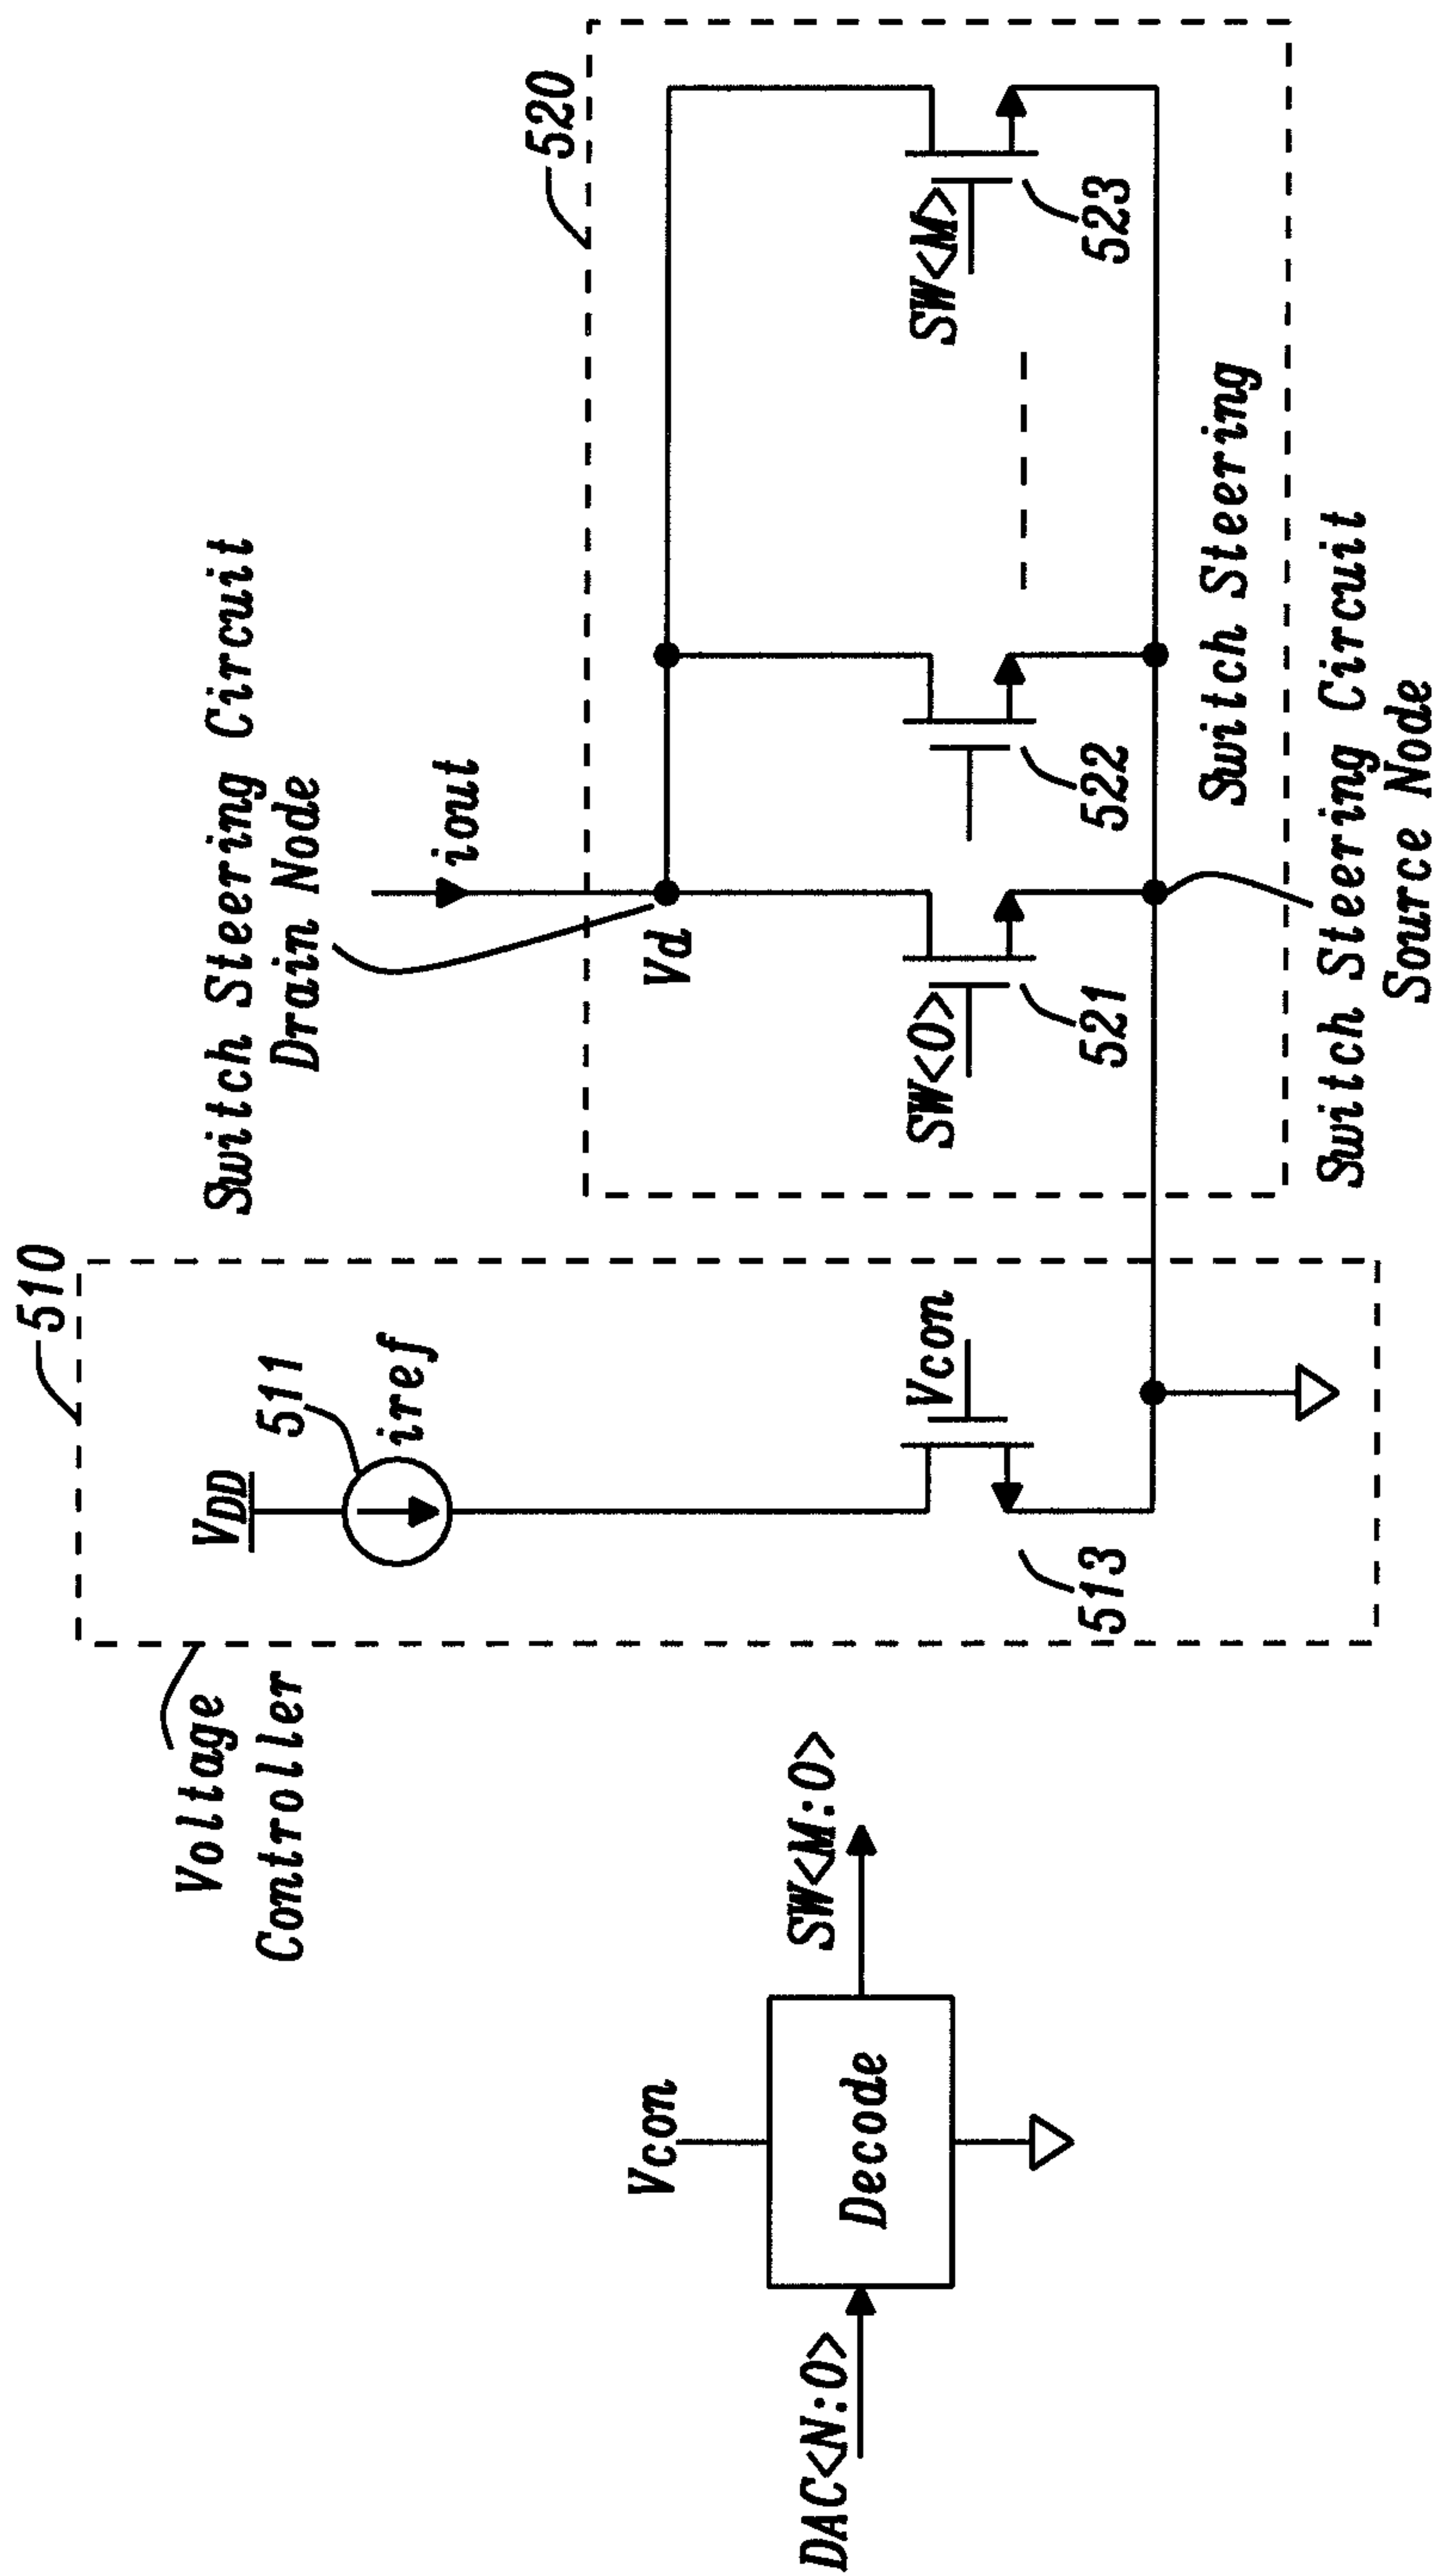 DAC<N:0>
Vcon
Decode
SW<M:0>
Voltage
Controller
510
VDD
511
iref
Vcon
513
Switch Steering Circuit
Drain Node
iout
520
Vd
SW<0>
521
522
SW<M>
523
Switch Steering
Switch Steering Circuit
Source Node